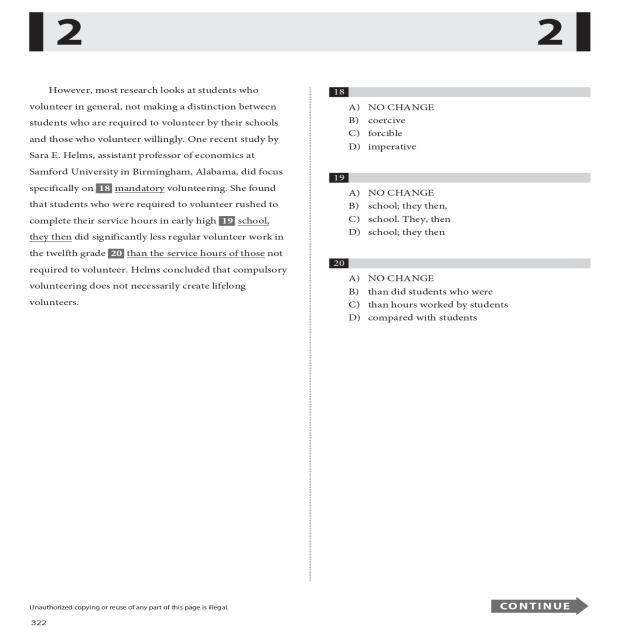 2
2
However, most research looks at students who
volunteer in general, not making a distinction between
students who are required to volunteer by their schools
and those who volunteer willingly. One recent study by
Sara E. Helms, assistant professor of economics at
Samford University in Birmingham, Alabama, did focus
specifically on 18 mandatory volunteering. She found
that students who were required to volunteer rushed to
complete their service hours in early high 19 school,
they then did significantly less regular volunteer work in
the twelfth grade 20 than the service hours of those not
required to volunteer. Helms concluded that compulsory
volunteering does not necessarily create lifelong
volunteers.
18
A) NO CHANGE
B) coercive
C) forcible
D) imperative
19
A) NO CHANGE
B) school; they then,
C) school. They, then
D) school; they then
20
A) NO CHANGE
B) than did students who were
C) than hours worked by students
D) compared with students
Unauthorized copying or reuse of any part of this page is illegal.
CONTINUE
322